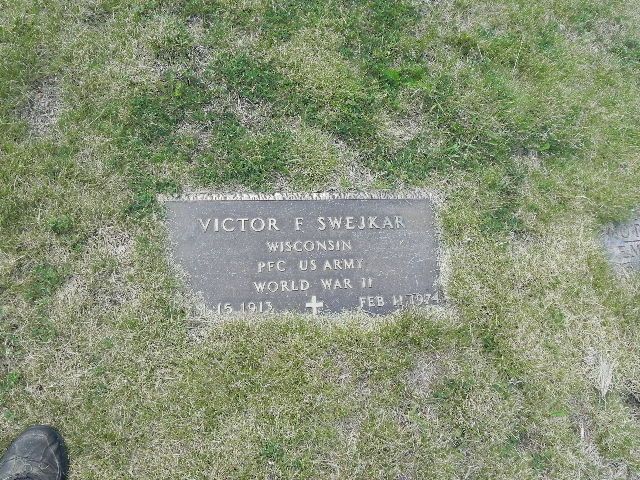 VICTOR F SWEJKAR
WISCONSIN
PFC US ARMY
WORLD WAR II
15 1913 FEB 11 1974